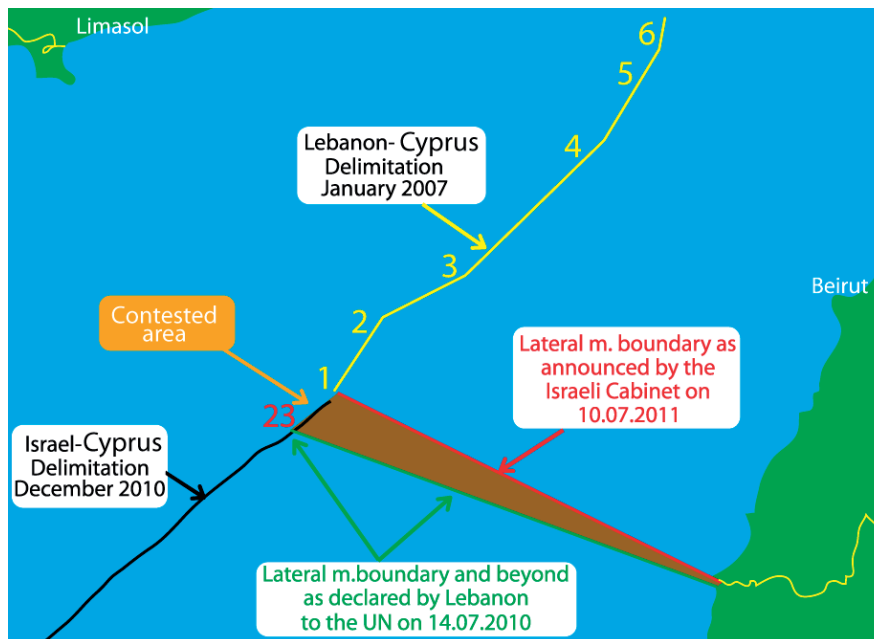 Limasol
6
5
4
Lebanon- Cyprus
Delimitation
January 2007
3
Beirut
Contested
area
2
Lateral m. boundary as
announced by the
Israeli Cabinet on
10.07.2011
1
23
Israel-Cyprus
Delimitation
December 2010
Lateral m.boundary and beyond
as declared by Lebanon
to the UN on 14.07.2010